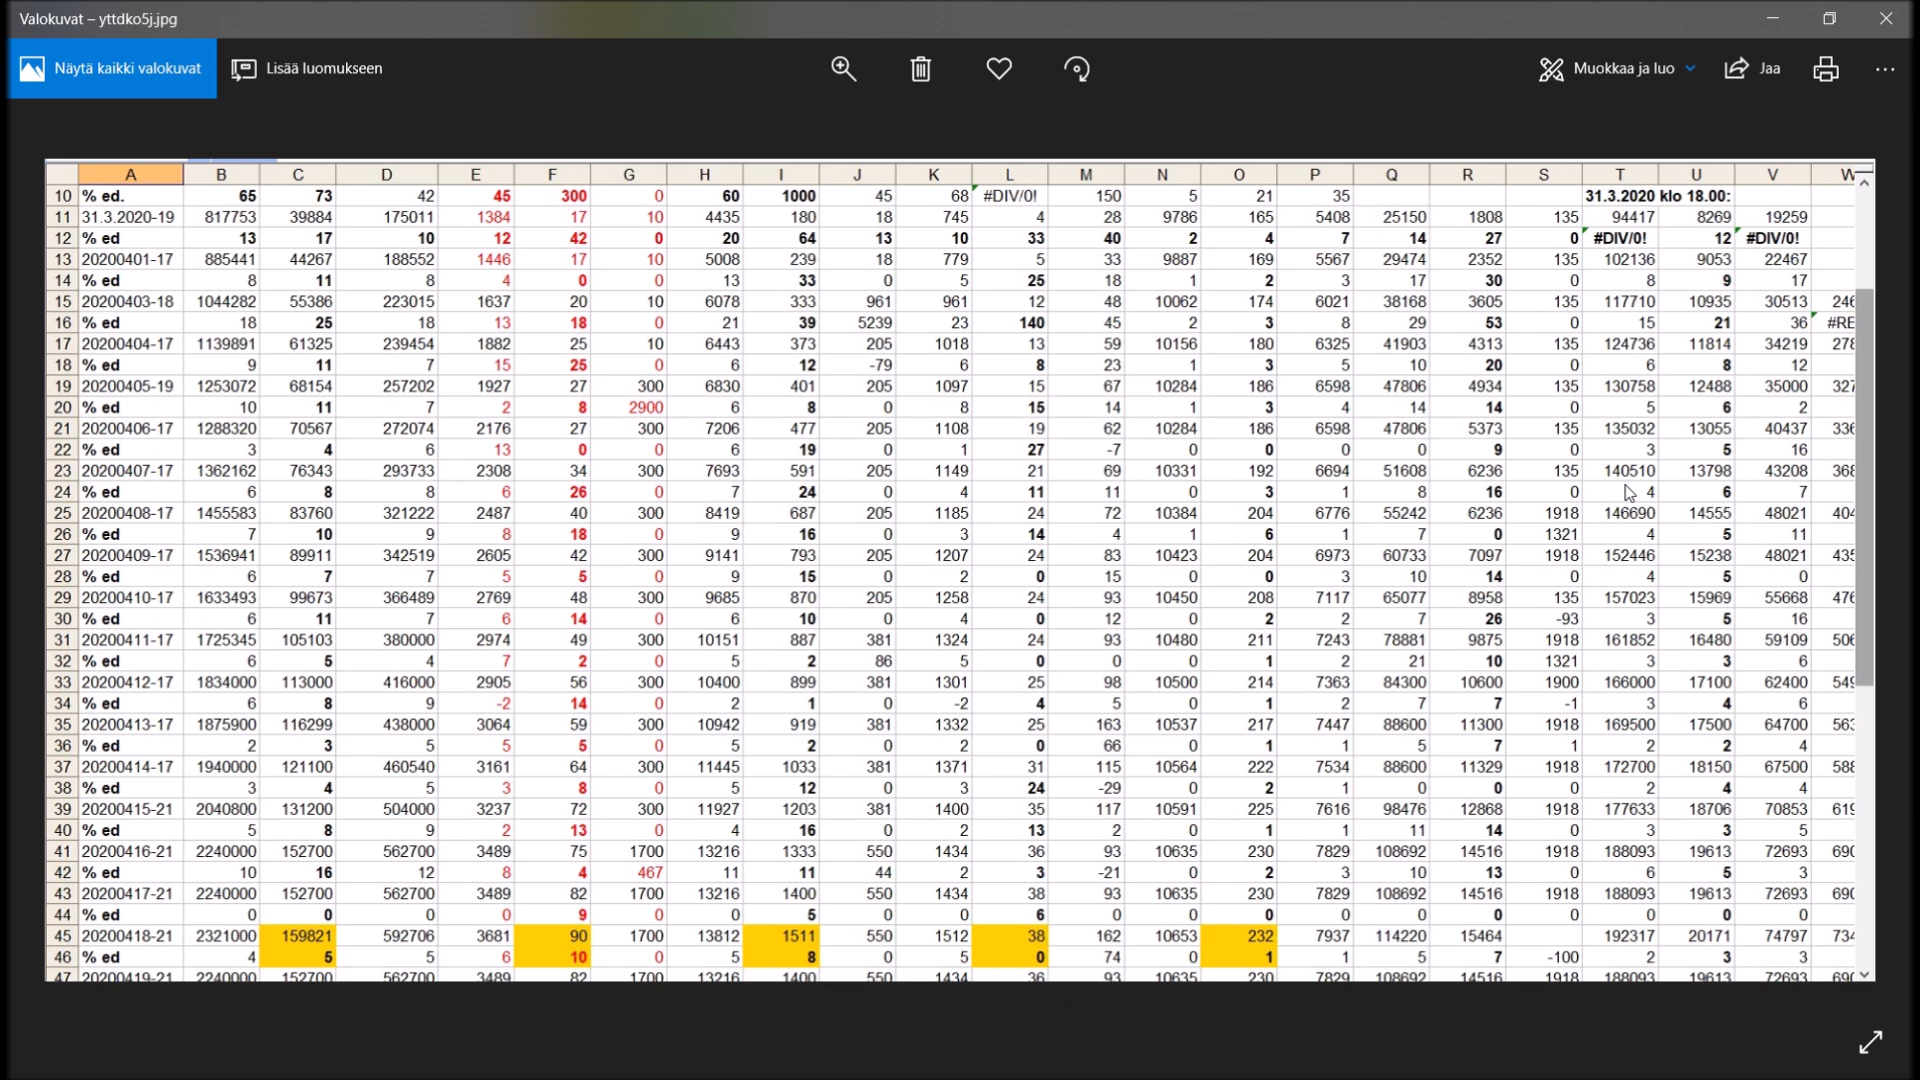 Valokuvat – yttdko5j.jpg
Näytä kaikki valokuvat Lisää luomukseen Muokkaa ja luo Jaa
A B C D E F G H I J K L M N O P Q R S T U V W
10 % ed. 65 73 42 45 300 0 60 1000 45 68 #DIV/0! 150 5 21 35 31.3.2020 klo 18.00:
11 31.3.2020-19 817753 39884 175011 1384 17 10 4435 180 18 745 4 28 9786 165 5408 25150 1808 135 94417 8269 19259
12 % ed 13 17 10 12 42 0 20 64 13 10 33 40 2 4 7 14 27 0 #DIV/0! 12 #DIV/0!
13 20200401-17 885441 44267 188552 1446 17 10 5008 239 18 779 5 33 9887 169 5567 29474 2352 135 102136 9053 22467
14 % ed 8 11 8 4 0 0 13 33 0 5 25 18 1 2 3 17 30 0 8 9 17
15 20200403-18 1044282 55386 223015 1637 20 10 6078 333 961 961 12 48 10062 174 6021 38168 3605 135 117710 10935 30513 246
16 % ed 18 25 18 13 18 0 21 39 5239 23 140 45 2 3 8 29 53 0 15 21 36 #RE
17 20200404-17 1139891 61325 239454 1882 25 10 6443 373 205 1018 13 59 10156 180 6325 41903 4313 135 124736 11814 34219 278
18 % ed 9 11 7 15 25 0 6 12 -79 6 8 23 1 3 5 10 20 0 6 8 12
19 20200405-19 1253072 68154 257202 1927 27 300 6830 401 205 1097 15 67 10284 186 6598 47806 4934 135 130758 12488 35000 327
20 % ed 10 11 7 2 8 2900 6 8 0 8 15 14 1 3 4 14 14 0 5 6 2
21 20200406-17 1288320 70567 272074 2176 27 300 7206 477 205 1108 19 62 10284 186 6598 47806 5373 135 135032 13055 40437 336
22 % ed 3 4 6 13 0 0 6 19 0 1 27 -7 0 0 0 0 9 0 3 5 16
23 20200407-17 1362162 76343 293733 2308 34 300 7693 591 205 1149 21 69 10331 192 6694 51608 6236 135 140510 13798 43208 368
24 % ed 6 8 8 6 26 0 7 24 0 4 11 11 0 3 1 8 16 0 4 6 7
25 20200408-17 1455583 83760 321222 2487 40 300 8419 687 205 1185 24 72 10384 204 6776 55242 6236 1918 146690 14555 48021 404
26 % ed 7 10 9 8 18 0 9 16 0 3 14 4 1 6 1 7 0 1321 4 5 11
27 20200409-17 1536941 89911 342519 2605 42 300 9141 793 205 1207 24 83 10423 204 6973 60733 7097 1918 152446 15238 48021 435
28 % ed 6 7 7 5 5 0 9 15 0 2 0 15 0 0 3 10 14 0 4 5 0
29 20200410-17 1633493 99673 366489 2769 48 300 9685 870 205 1258 24 93 10450 208 7117 65077 8958 135 157023 15969 55668 476
30 % ed 6 11 7 6 14 0 6 10 0 4 0 12 0 2 2 7 26 -93 3 5 16
31 20200411-17 1725345 105103 380000 2974 49 300 10151 887 381 1324 24 93 10480 211 7243 78881 9875 1918 161852 16480 59109 506
32 % ed 6 5 4 7 2 0 5 2 86 5 0 0 0 1 2 21 10 1321 3 3 6
33 20200412-17 1834000 113000 416000 2905 56 300 10400 899 381 1301 25 98 10500 214 7363 84300 10600 1900 166000 17100 62400 549
34 % ed 6 8 9 -2 14 0 2 1 0 -2 4 5 0 1 2 7 7 -1 3 4 6
35 20200413-17 1875900 116299 438000 3064 59 300 10942 919 381 1332 25 163 10537 217 7447 88600 11300 1918 169500 17500 64700 563
36 % ed 2 3 5 5 5 0 5 2 0 2 0 66 0 1 1 5 7 1 2 2 4
37 20200414-17 1940000 121100 460540 3161 64 300 11445 1033 381 1371 31 115 10564 222 7534 88600 11329 1918 172700 18150 67500 588
38 % ed 3 4 5 3 8 0 5 12 0 3 24 -29 0 2 1 0 0 0 2 4 4
39 20200415-21 2040800 131200 504000 3237 72 300 11927 1203 381 1400 35 117 10591 225 7616 98476 12868 1918 177633 18706 70853 619
40 % ed 5 8 9 2 13 0 4 16 0 2 13 2 0 1 1 11 14 0 3 3 5
41 20200416-21 2240000 152700 562700 3489 75 1700 13216 1333 550 1434 36 93 10635 230 7829 108692 14516 1918 188093 19613 72693 690
42 % ed 10 16 12 8 4 467 11 11 44 2 3 -21 0 2 3 10 13 0 6 5 3
43 20200417-21 2240000 152700 562700 3489 82 1700 13216 1400 550 1434 38 93 10635 230 7829 108692 14516 1918 188093 19613 72693 690
44 % ed 0 0 0 0 9 0 0 5 0 0 6 0 0 0 0 0 0 0 0 0 0
45 20200418-21 2321000 159821 592706 3681 90 1700 13812 1511 550 1512 38 162 10653 232 7937 114220 15464 192317 20171 74797 734
46 % ed 4 5 5 6 10 0 5 8 0 5 0 74 0 1 1 5 7 -100 2 3 3
47 20200419-21 2240000 152700 562700 3489 82 1700 13216 1400 550 1434 36 93 10635 230 7829 108692 14516 1918 188093 19613 72693 690